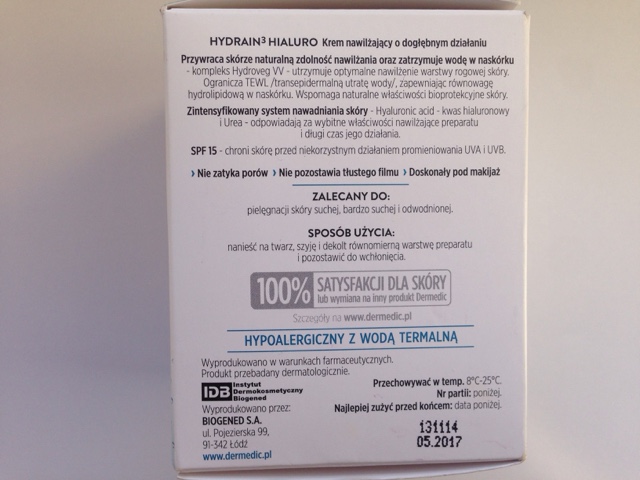 HYDRAIN³ HIALURO Krem nawilżający o dogłębnym działaniu
Przywraca skórze naturalną zdolność nawilżania oraz zatrzymuje wodę w naskórku
- kompleks Hydroveg VV - utrzymuje optymalne nawilżenie warstwy rogowej skóry.
Ogranicza TEWL /transepidermalną utratę wody/, zapewniając równowagę
hydrolipidową w naskórku. Wspomaga naturalne właściwości bioprotekcyjne skóry.
Zintensyfikowany system nawadniania skóry - Hyaluronic acid - kwas hialuronowy
i Urea - odpowiadają za wybitne właściwości nawilżające preparatu
i długi czas jego działania.
SPF 15 - chroni skórę przed niekorzystnym działaniem promieniowania UVA i UVB.
› Nie zatyka porów › Nie pozostawia tłustego filmu › Doskonały pod makijaż
ZALECANY DO:
pielęgnacji skóry suchej, bardzo suchej i odwodnionej.
SPOSÓB UŻYCIA:
nanieść na twarz, szyję i dekolt równomierną warstwę preparatu
i pozostawić do wchłonięcia.
100% SATYSFAKCJI DLA SKÓRY
lub wymiana na inny produkt Dermedic
Szczegóły na www.dermedic.pl
HYPOALERGICZNY Z WODĄ TERMALNĄ
Wyprodukowano w warunkach farmaceutycznych.
Produkt przebadany dermatologicznie.
IDB Instytut
Dermokosmetyczny
Biogened
Wyprodukowano przez:
BIOGENED S.A.
ul. Pojezierska 99,
91-342 Łódź
www.dermedic.pl
Przechowywać w temp. 8°C-25°C.
Nr partii: poniżej.
Najlepiej zużyć przed końcem: data poniżej.
131114
05.2017